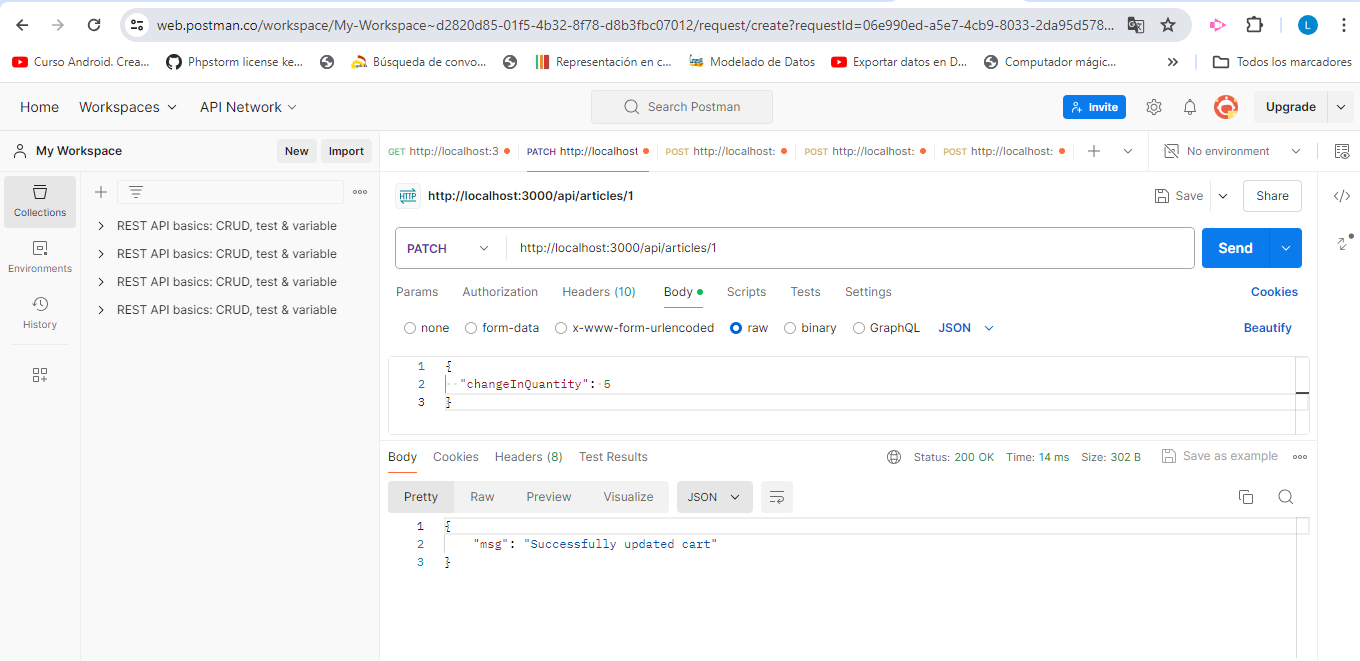 web.postman.co/workspace/My-Workspace~d2820d85-01f5-4b32-8f78-d8b3fbc07012/request/create?requestId=06e990ed-a5e7-4cb9-8033-2da95d578... L
Curso Android. Crea... Phpstorm license ke... Búsqueda de convo... Representación en c... Modelado de Datos Exportar datos en D... Computador mágic... » Todos los marcadores
Home Workspaces API Network Search Postman Invite Upgrade
My Workspace New Import GET http://localhost:3 PATCH http://localhost POST http://localhost: POST http://localhost: POST http://localhost: No environment
Collections
Environments
History
REST API basics: CRUD, test & variable
REST API basics: CRUD, test & variable
REST API basics: CRUD, test & variable
REST API basics: CRUD, test & variable
HTTP http://localhost:3000/api/articles/1 Save Share
PATCH http://localhost:3000/api/articles/1 Send
Params Authorization Headers (10) Body Scripts Tests Settings Cookies
none form-data x-www-form-urlencoded raw binary GraphQL JSON Beautify
1 {
2 "changeInQuantity": 5
3 }
Body Cookies Headers (8) Test Results Status: 200 OK Time: 14 ms Size: 302 B Save as example
Pretty Raw Preview Visualize JSON
1 {
2 "msg": "Successfully updated cart"
3 }